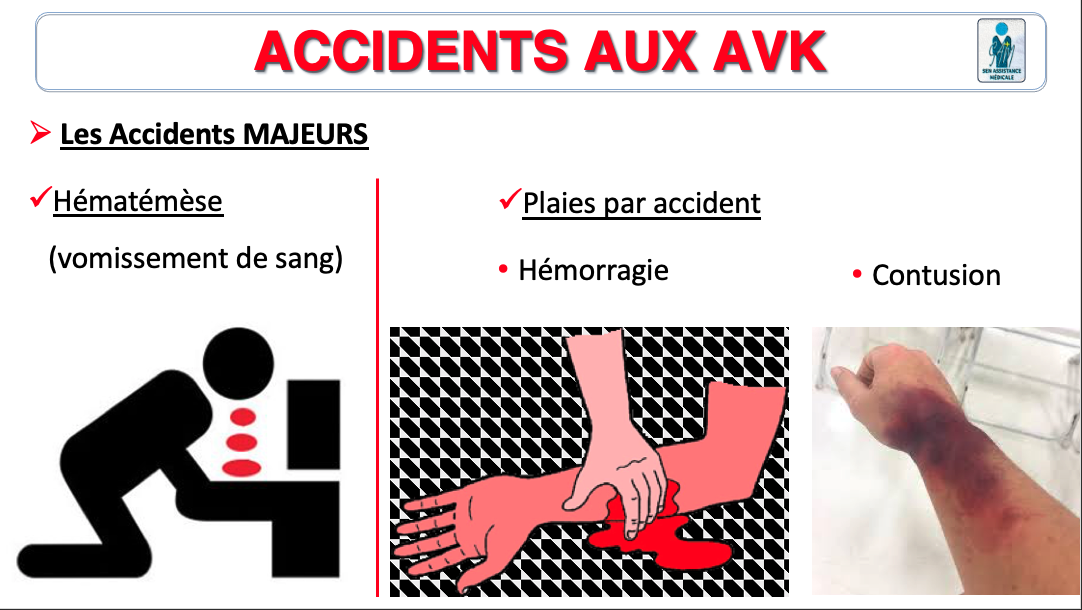 ACCIDENTS AUX AVK
SEN ASSISTANCE
MÉDICALE
Les Accidents MAJEURS
Hématémèse
(vomissement de sang)
Plaies par accident
Hémorragie
Contusion